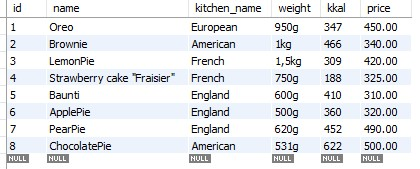 id name kitchen_name weight kkal price
1 Oreo European 950g 347 450.00
2 Brownie American 1kg 466 340.00
3 LemonPie French 1,5kg 309 420.00
4 Strawberry cake "Fraisier" French 750g 188 325.00
5 Baunti England 600g 410 310.00
6 ApplePie England 500g 360 320.00
7 PearPie England 620g 452 490.00
8 ChocolatePie American 531g 622 500.00
NULL NULL NULL NULL NULL NULL